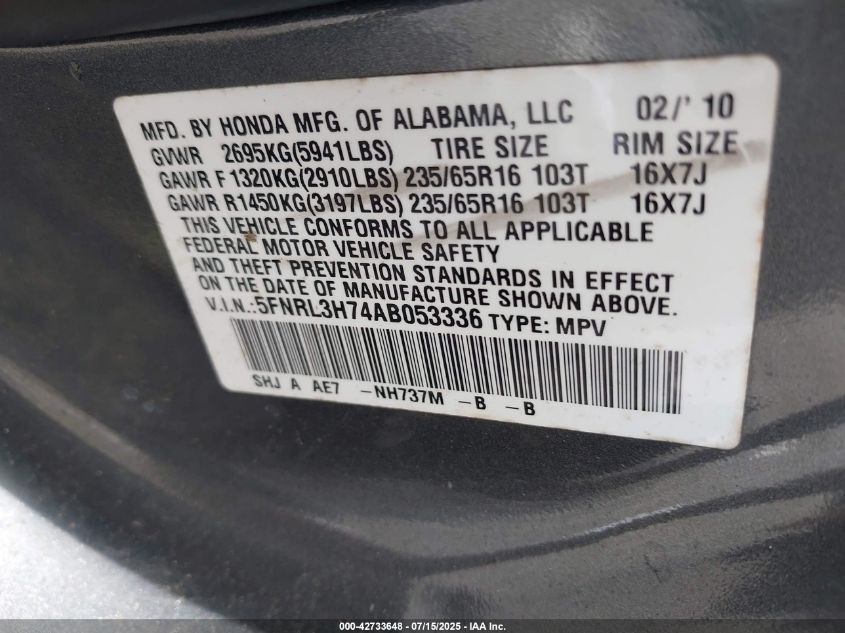 MFD. BY HONDA MFG. OF ALABAMA, LLC 02/' 10
GVWR 2695KG(5941LBS) TIRE SIZE RIM SIZE
GAWR F 1320KG(2910LBS) 235/65R16 103T 16X7J
GAWR R1450KG(3197LBS) 235/65R16 103T 16X7J
THIS VEHICLE CONFORMS TO ALL APPLICABLE
FEDERAL MOTOR VEHICLE SAFETY
AND THEFT PREVENTION STANDARDS IN EFFECT
ON THE DATE OF MANUFACTURE SHOWN ABOVE.
V.I.N.:5FNRL3H74AB053336 TYPE: MPV
SHJ A AE7 -NH737M -B -B
000-42733648 - 07/15/2025 - IAA Inc.